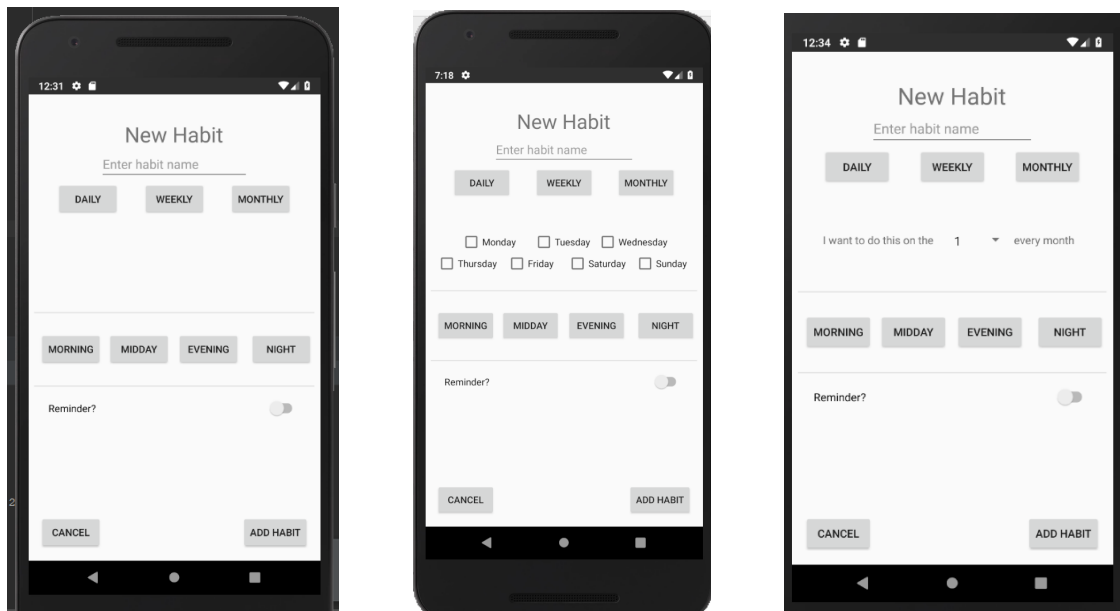 12:31
New Habit
Enter habit name
DAILY WEEKLY MONTHLY
MORNING MIDDAY EVENING NIGHT
Reminder?
2
CANCEL ADD HABIT
7:18
New Habit
Enter habit name
DAILY WEEKLY MONTHLY
Monday Tuesday Wednesday
Thursday Friday Saturday Sunday
MORNING MIDDAY EVENING NIGHT
Reminder?
CANCEL ADD HABIT
12:34
New Habit
Enter habit name
DAILY WEEKLY MONTHLY
I want to do this on the 1 every month
MORNING MIDDAY EVENING NIGHT
Reminder?
CANCEL ADD HABIT